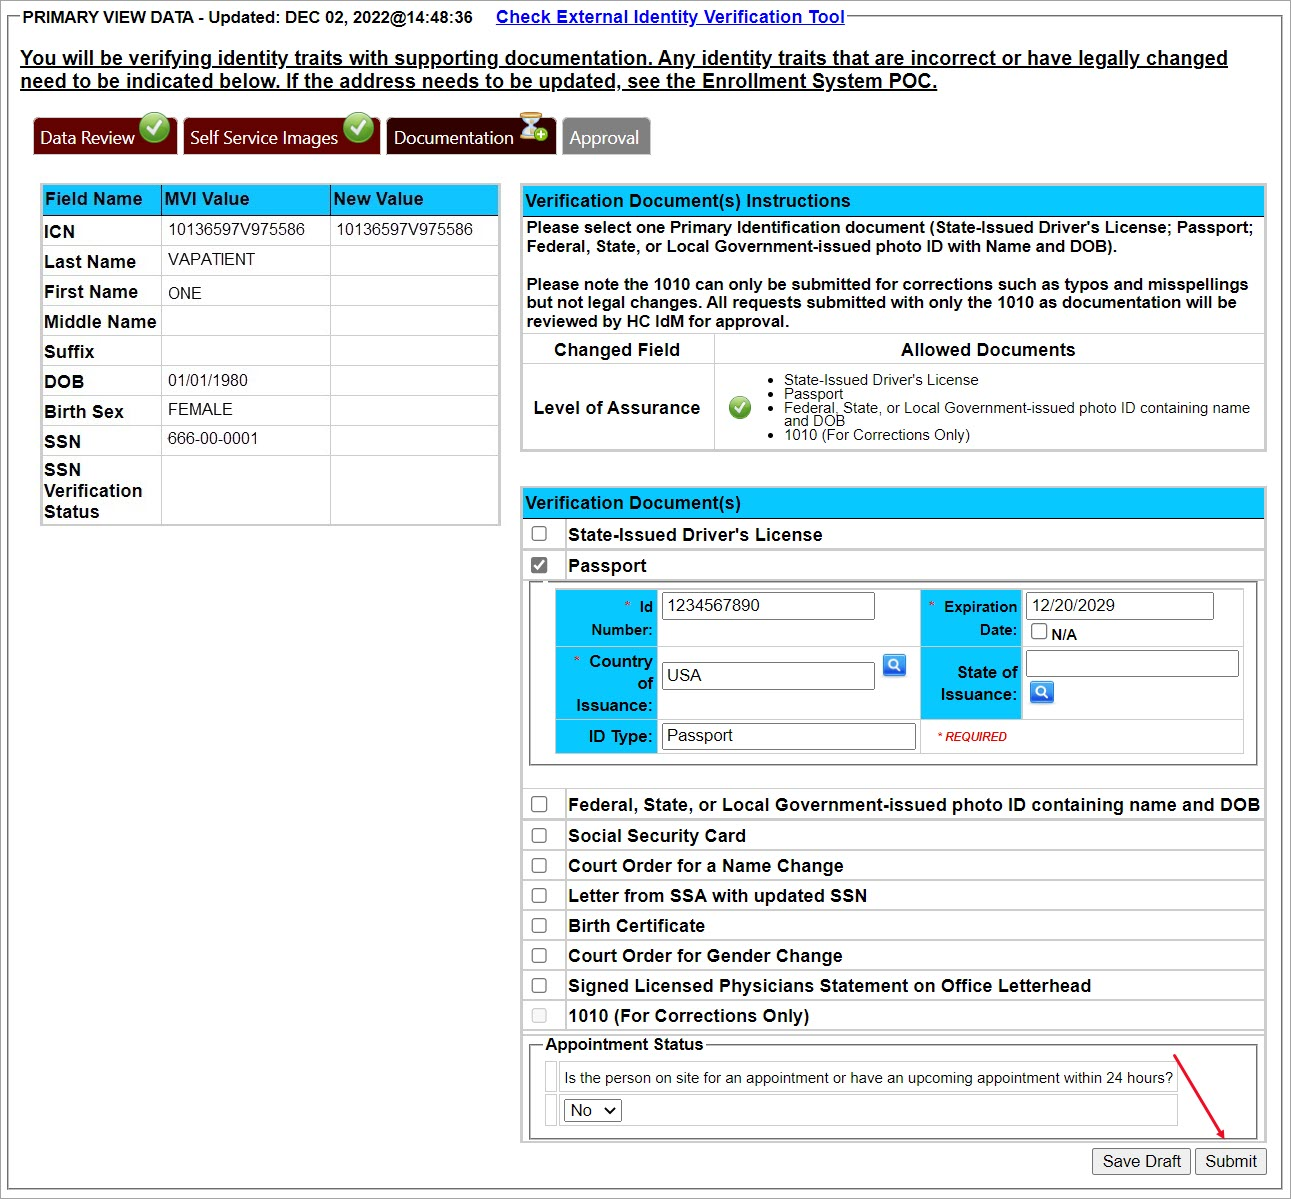 PRIMARY VIEW DATA - Updated: DEC 02, 2022@14:48:36 Check External Identity Verification Tool
You will be verifying identity traits with supporting documentation. Any identity traits that are incorrect or have legally changed
need to be indicated below. If the address needs to be updated, see the Enrollment System POC.
Data Review Self Service Images Documentation Approval
Field Name MVI Value New Value
ICN 10136597V975586 10136597V975586
Last Name VAPATIENT
First Name ONE
Middle Name
Suffix
DOB 01/01/1980
Birth Sex FEMALE
SSN 666-00-0001
SSN
Verification
Status
Verification Document(s) Instructions
Please select one Primary Identification document (State-Issued Driver's License; Passport;
Federal, State, or Local Government-issued photo ID with Name and DOB).
Please note the 1010 can only be submitted for corrections such as typos and misspellings
but not legal changes. All requests submitted with only the 1010 as documentation will be
reviewed by HC IdM for approval.
Changed Field Allowed Documents
Level of Assurance
• State-Issued Driver's License
• Passport
• Federal, State, or Local Government-issued photo ID containing name
and DOB
• 1010 (For Corrections Only)
Verification Document(s)
State-Issued Driver's License
Passport
* Id
Number:
1234567890
* Expiration
Date:
12/20/2029
N/A
* Country
of
Issuance:
USA
State of
Issuance:
ID Type: Passport * REQUIRED
Federal, State, or Local Government-issued photo ID containing name and DOB
Social Security Card
Court Order for a Name Change
Letter from SSA with updated SSN
Birth Certificate
Court Order for Gender Change
Signed Licensed Physicians Statement on Office Letterhead
1010 (For Corrections Only)
Appointment Status
Is the person on site for an appointment or have an upcoming appointment within 24 hours?
No
Save Draft Submit